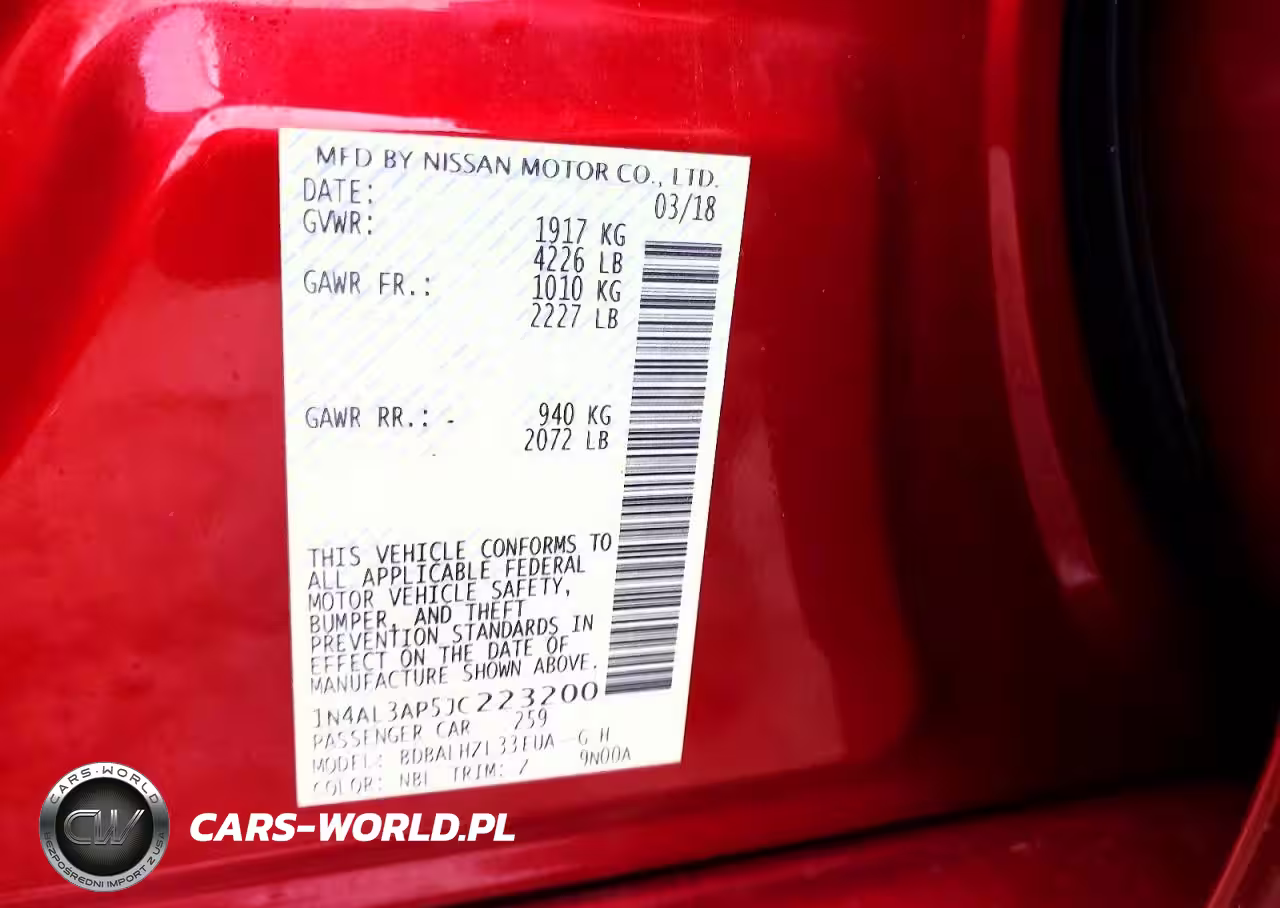 MFD BY NISSAN MOTOR CO., LTD.
DATE: 03/18
GVWR: 1917 KG
4226 LB
GAWR FR.: 1010 KG
2227 LB
GAWR RR.: - 940 KG
2072 LB
THIS VEHICLE CONFORMS TO
ALL APPLICABLE FEDERAL
MOTOR VEHICLE SAFETY,
BUMPER, AND THEFT
PREVENTION STANDARDS IN
EFFECT ON THE DATE OF
MANUFACTURE SHOWN ABOVE.
1N4AL3AP5JC223200
PASSENGER CAR 259
MODEL: G H
COLOR: TRIM: 9N00A
CARS-WORLD
CW
BEZPOŚREDNI IMPORT Z USA
CARS-WORLD.PL